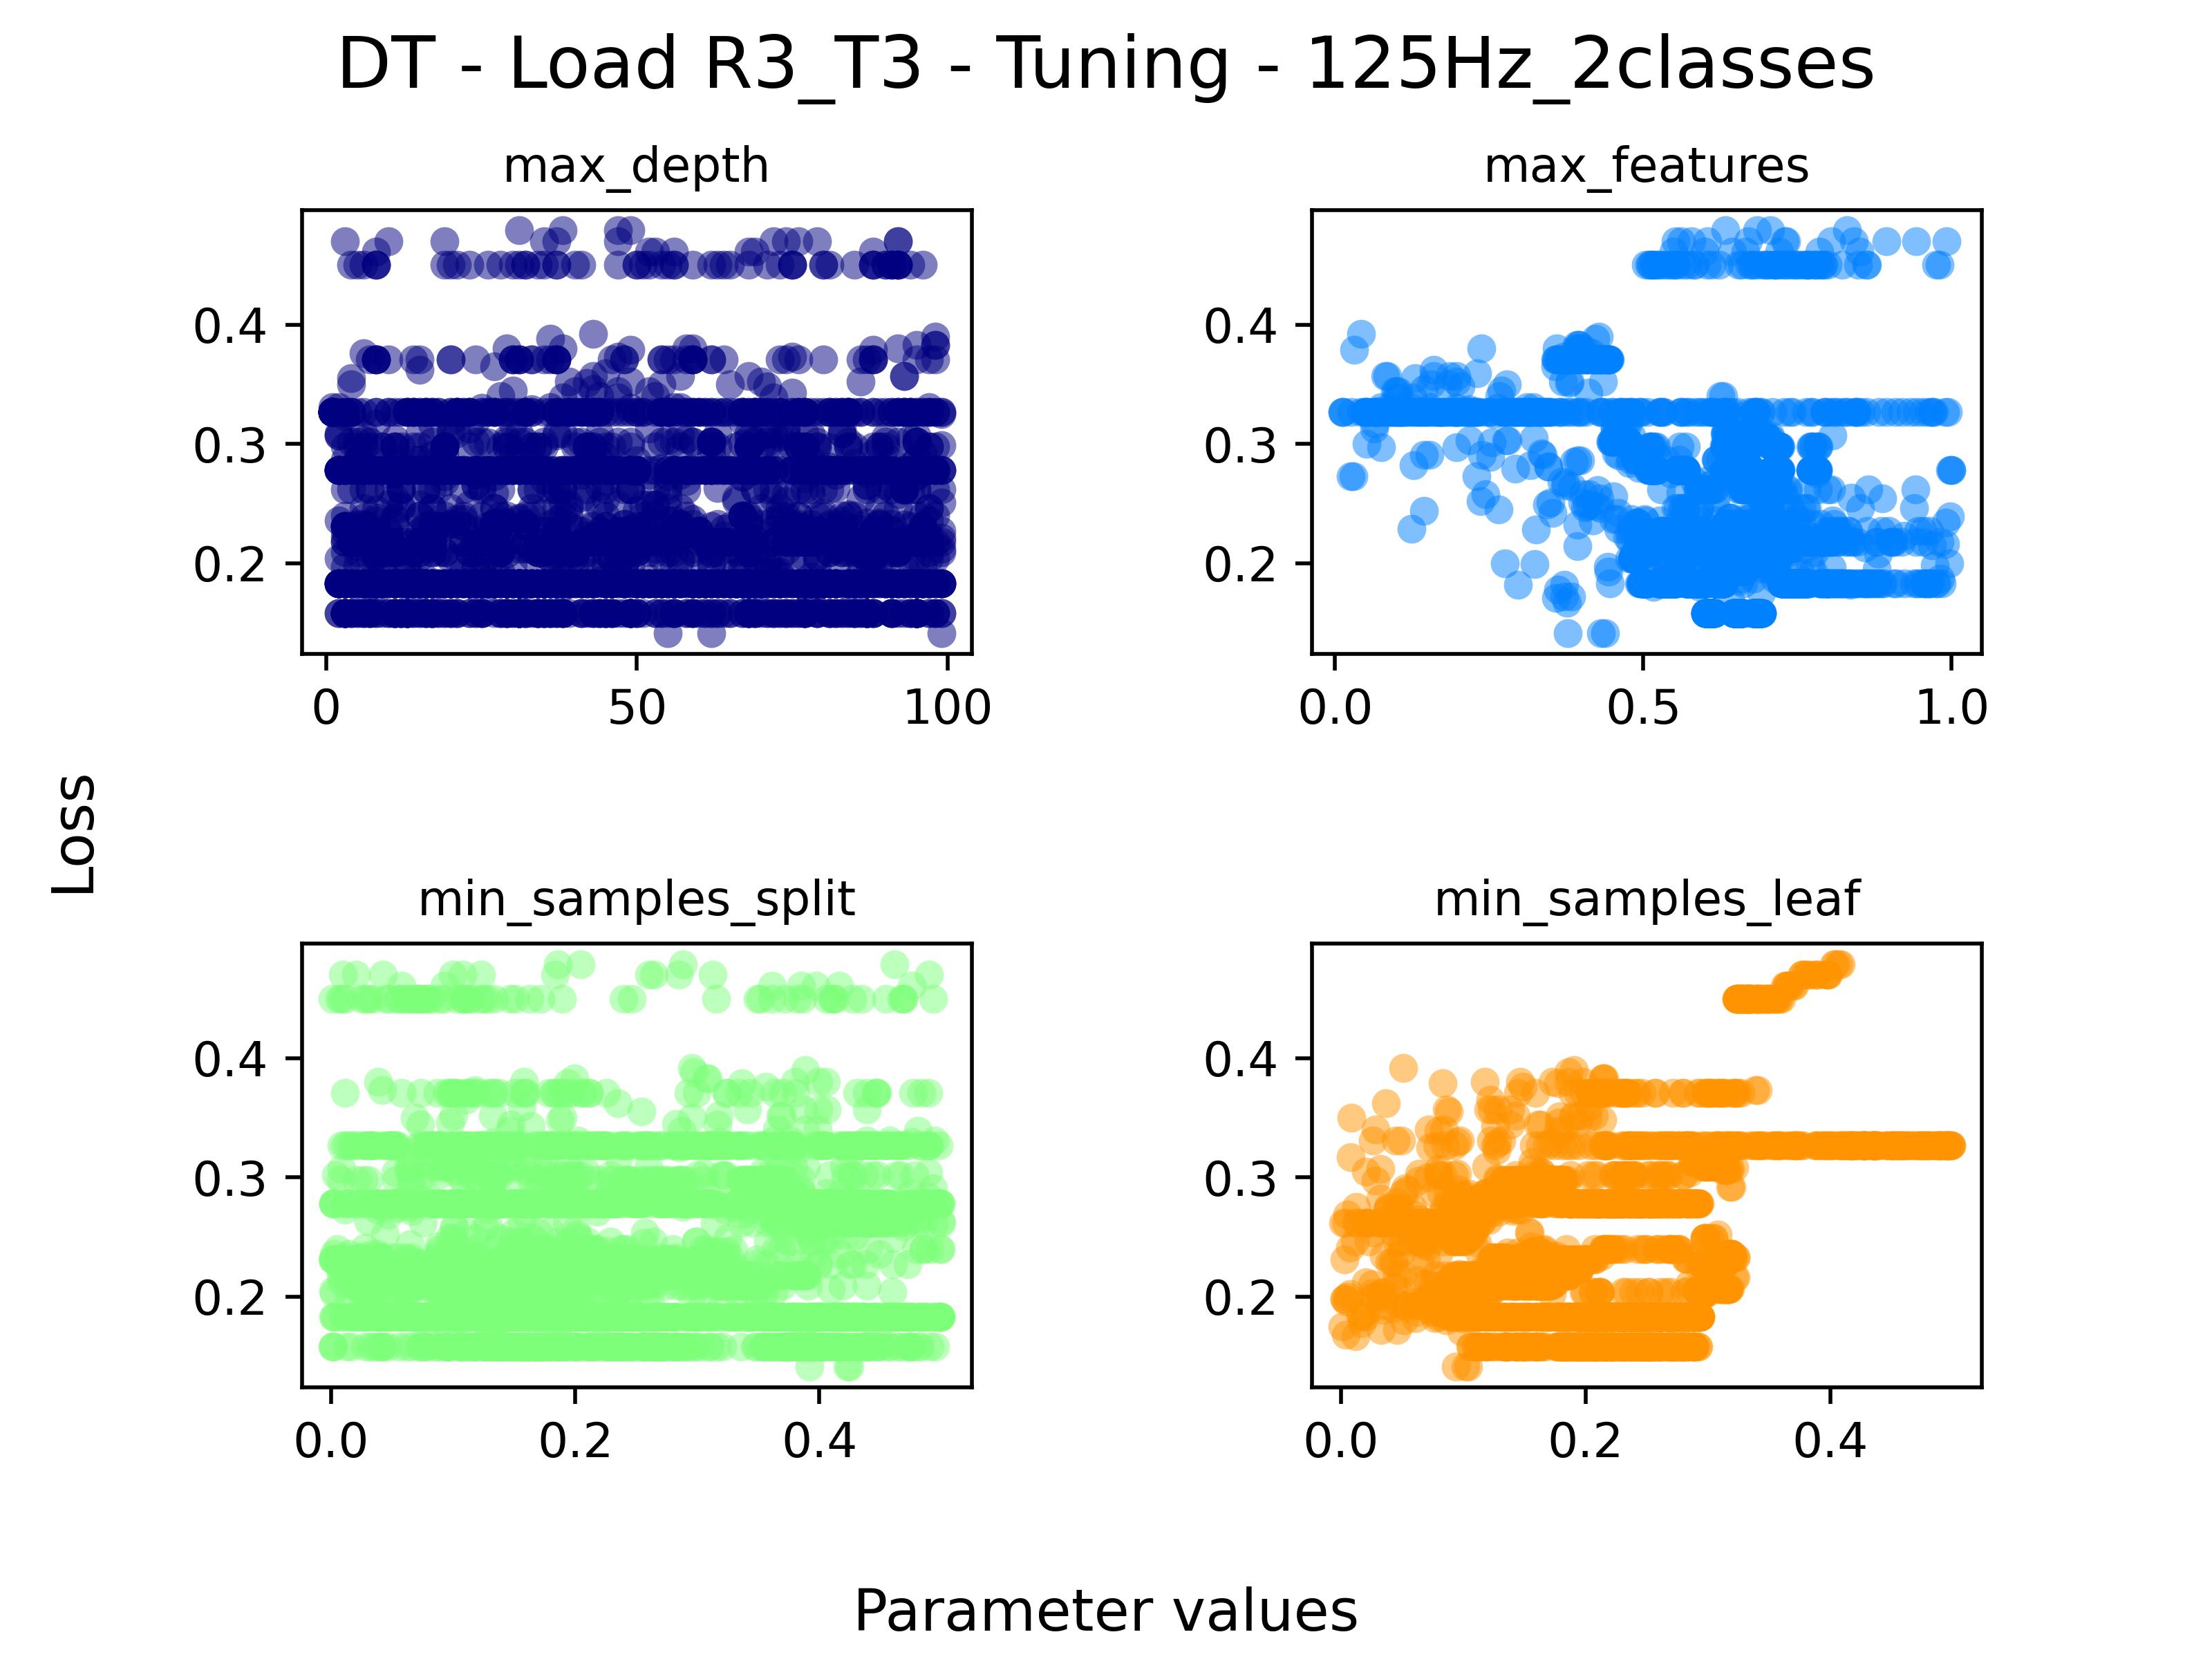 DT - Load R3_T3 - Tuning - 125Hz_2classes
max_depth
0.4
0.3
0.2
0 50 100
max_features
0.4
0.3
0.2
0.0 0.5 1.0
Loss
min_samples_split
0.4
0.3
0.2
0.0 0.2 0.4
min_samples_leaf
0.4
0.3
0.2
0.0 0.2 0.4
Parameter values